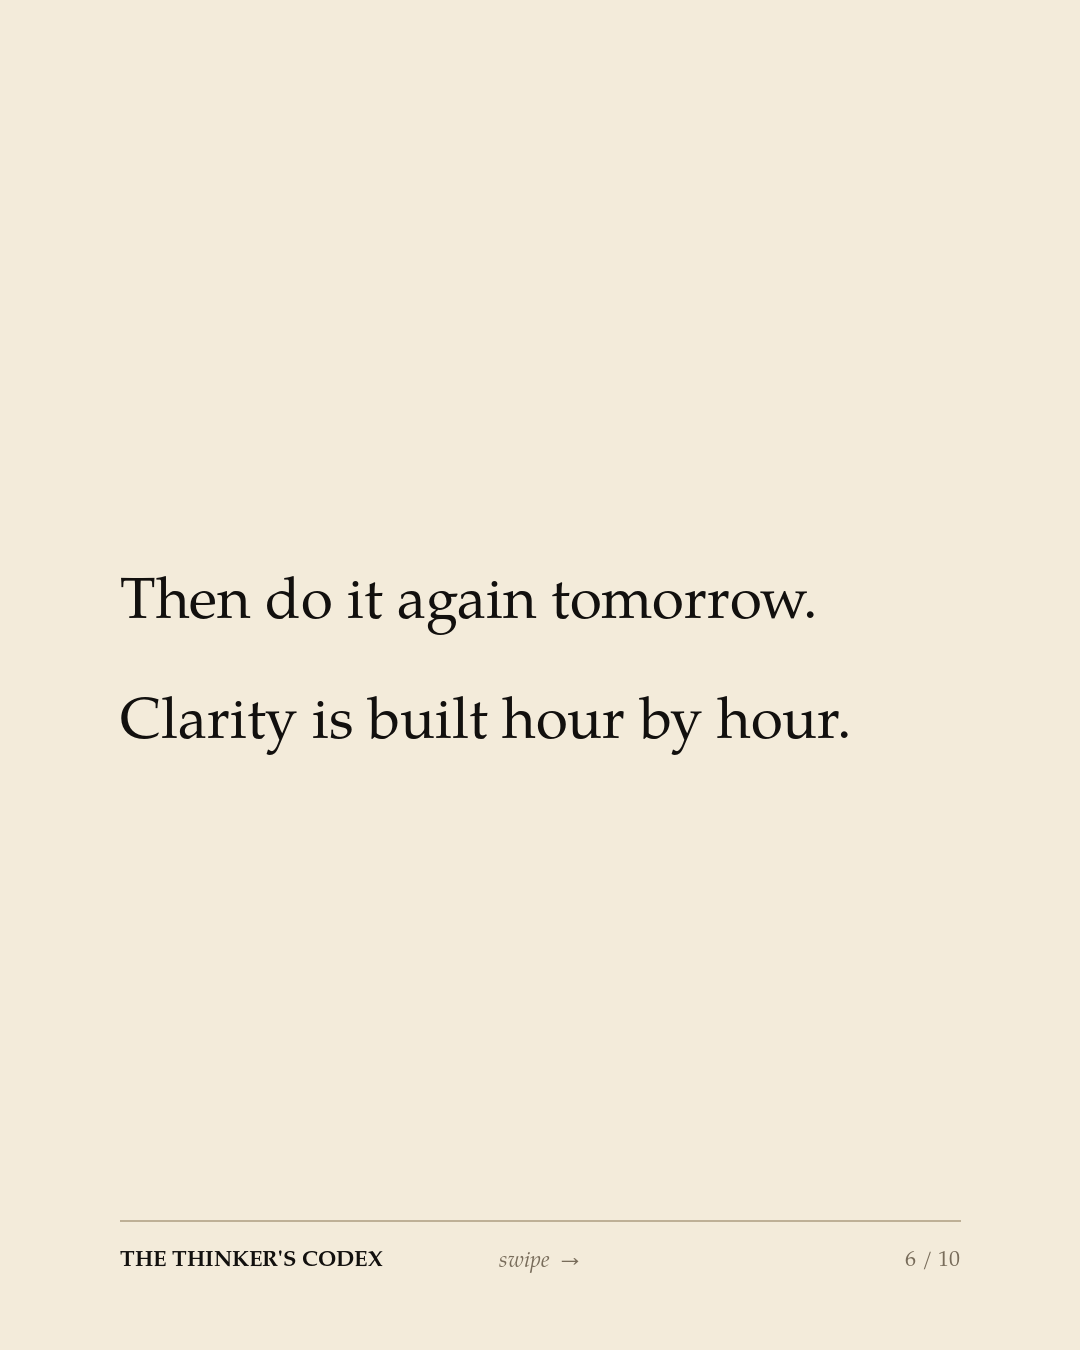 Then do it again tomorrow.
Clarity is built hour by hour.
THE THINKER'S CODEX swipe → 6 / 10